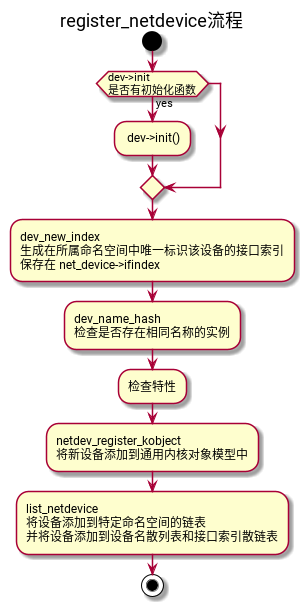 register_netdevice流程
dev->init
是否有初始化函数
yes
dev->init()
dev_new_index
生成在所属命名空间中唯一标识该设备的接口索引
保存在 net_device->ifindex
dev_name_hash
检查是否存在相同名称的实例
检查特性
netdev_register_kobject
将新设备添加到通用内核对象模型中
list_netdevice
将设备添加到特定命名空间的链表
并将设备添加到设备名散列表和接口索引散链表